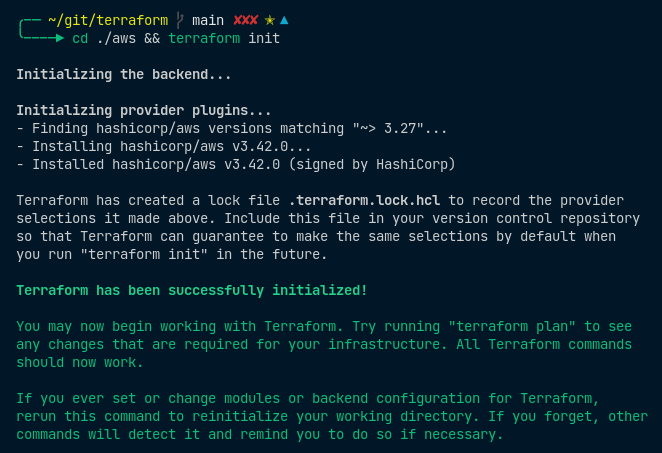 ~/git/terraform main ✘✘✘ ★ ▲
cd ./aws && terraform init
Initializing the backend...
Initializing provider plugins...
- Finding hashicorp/aws versions matching "~> 3.27"...
- Installing hashicorp/aws v3.42.0...
- Installed hashicorp/aws v3.42.0 (signed by HashiCorp)
Terraform has created a lock file .terraform.lock.hcl to record the provider
selections it made above. Include this file in your version control repository
so that Terraform can guarantee to make the same selections by default when
you run "terraform init" in the future.
Terraform has been successfully initialized!
You may now begin working with Terraform. Try running "terraform plan" to see
any changes that are required for your infrastructure. All Terraform commands
should now work.
If you ever set or change modules or backend configuration for Terraform,
rerun this command to reinitialize your working directory. If you forget, other
commands will detect it and remind you to do so if necessary.